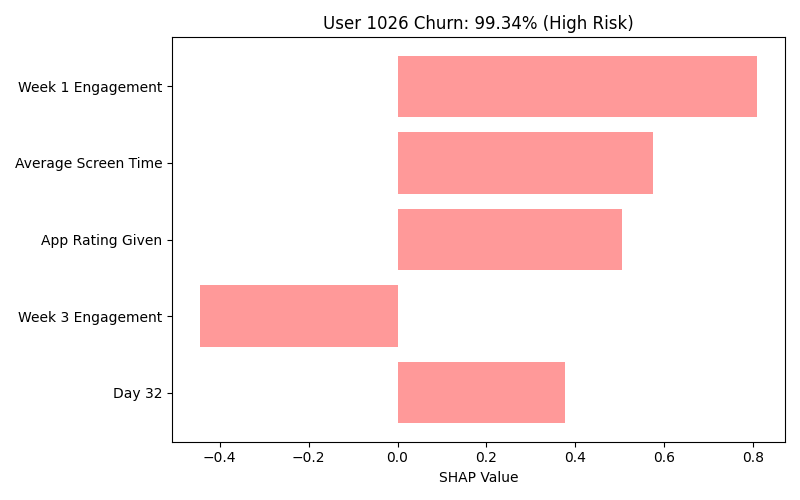 User 1026 Churn: 99.34% (High Risk)
Week 1 Engagement
Average Screen Time
App Rating Given
Week 3 Engagement
Day 32
−0.4 −0.2 0.0 0.2 0.4 0.6 0.8
SHAP Value